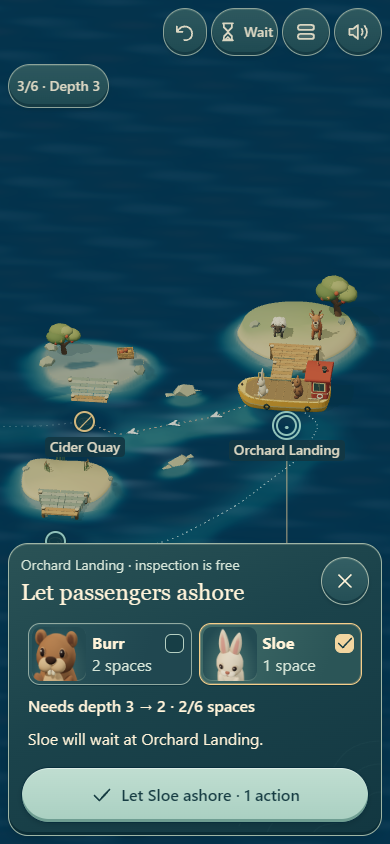 Wait
3/6 · Depth 3
Cider Quay
Orchard Landing
Orchard Landing · inspection is free
Let passengers ashore
Burr
2 spaces
Sloe
1 space
Needs depth 3 → 2 · 2/6 spaces
Sloe will wait at Orchard Landing.
Let Sloe ashore · 1 action